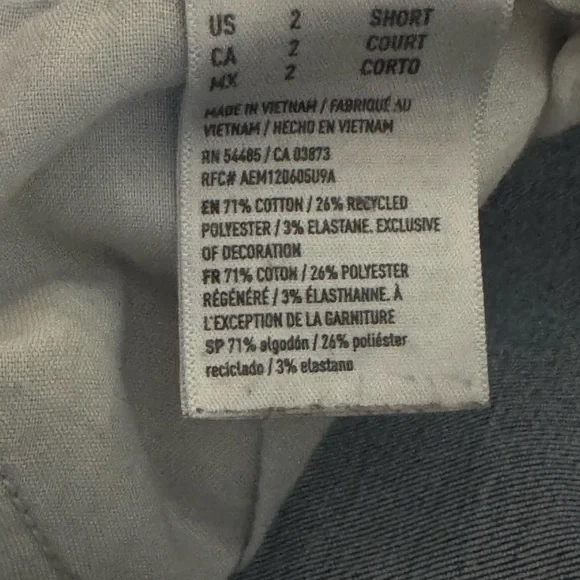 US 2 SHORT
CA 2 COURT
MX 2 CORTO
MADE IN VIETNAM / FABRIQUÉ AU
VIETNAM / HECHO EN VIETNAM
RN 54485 / CA 03873
RFC# AEM120605U9A
EN 71% COTTON / 26% RECYCLED
POLYESTER / 3% ELASTANE. EXCLUSIVE
OF DECORATION
FR 71% COTON / 26% POLYESTER
RÉGÉNÉRÉ / 3% ÉLASTHANNE. À
L'EXCEPTION DE LA GARNITURE
SP 71% algodón / 26% poliéster
reciclado / 3% elastano